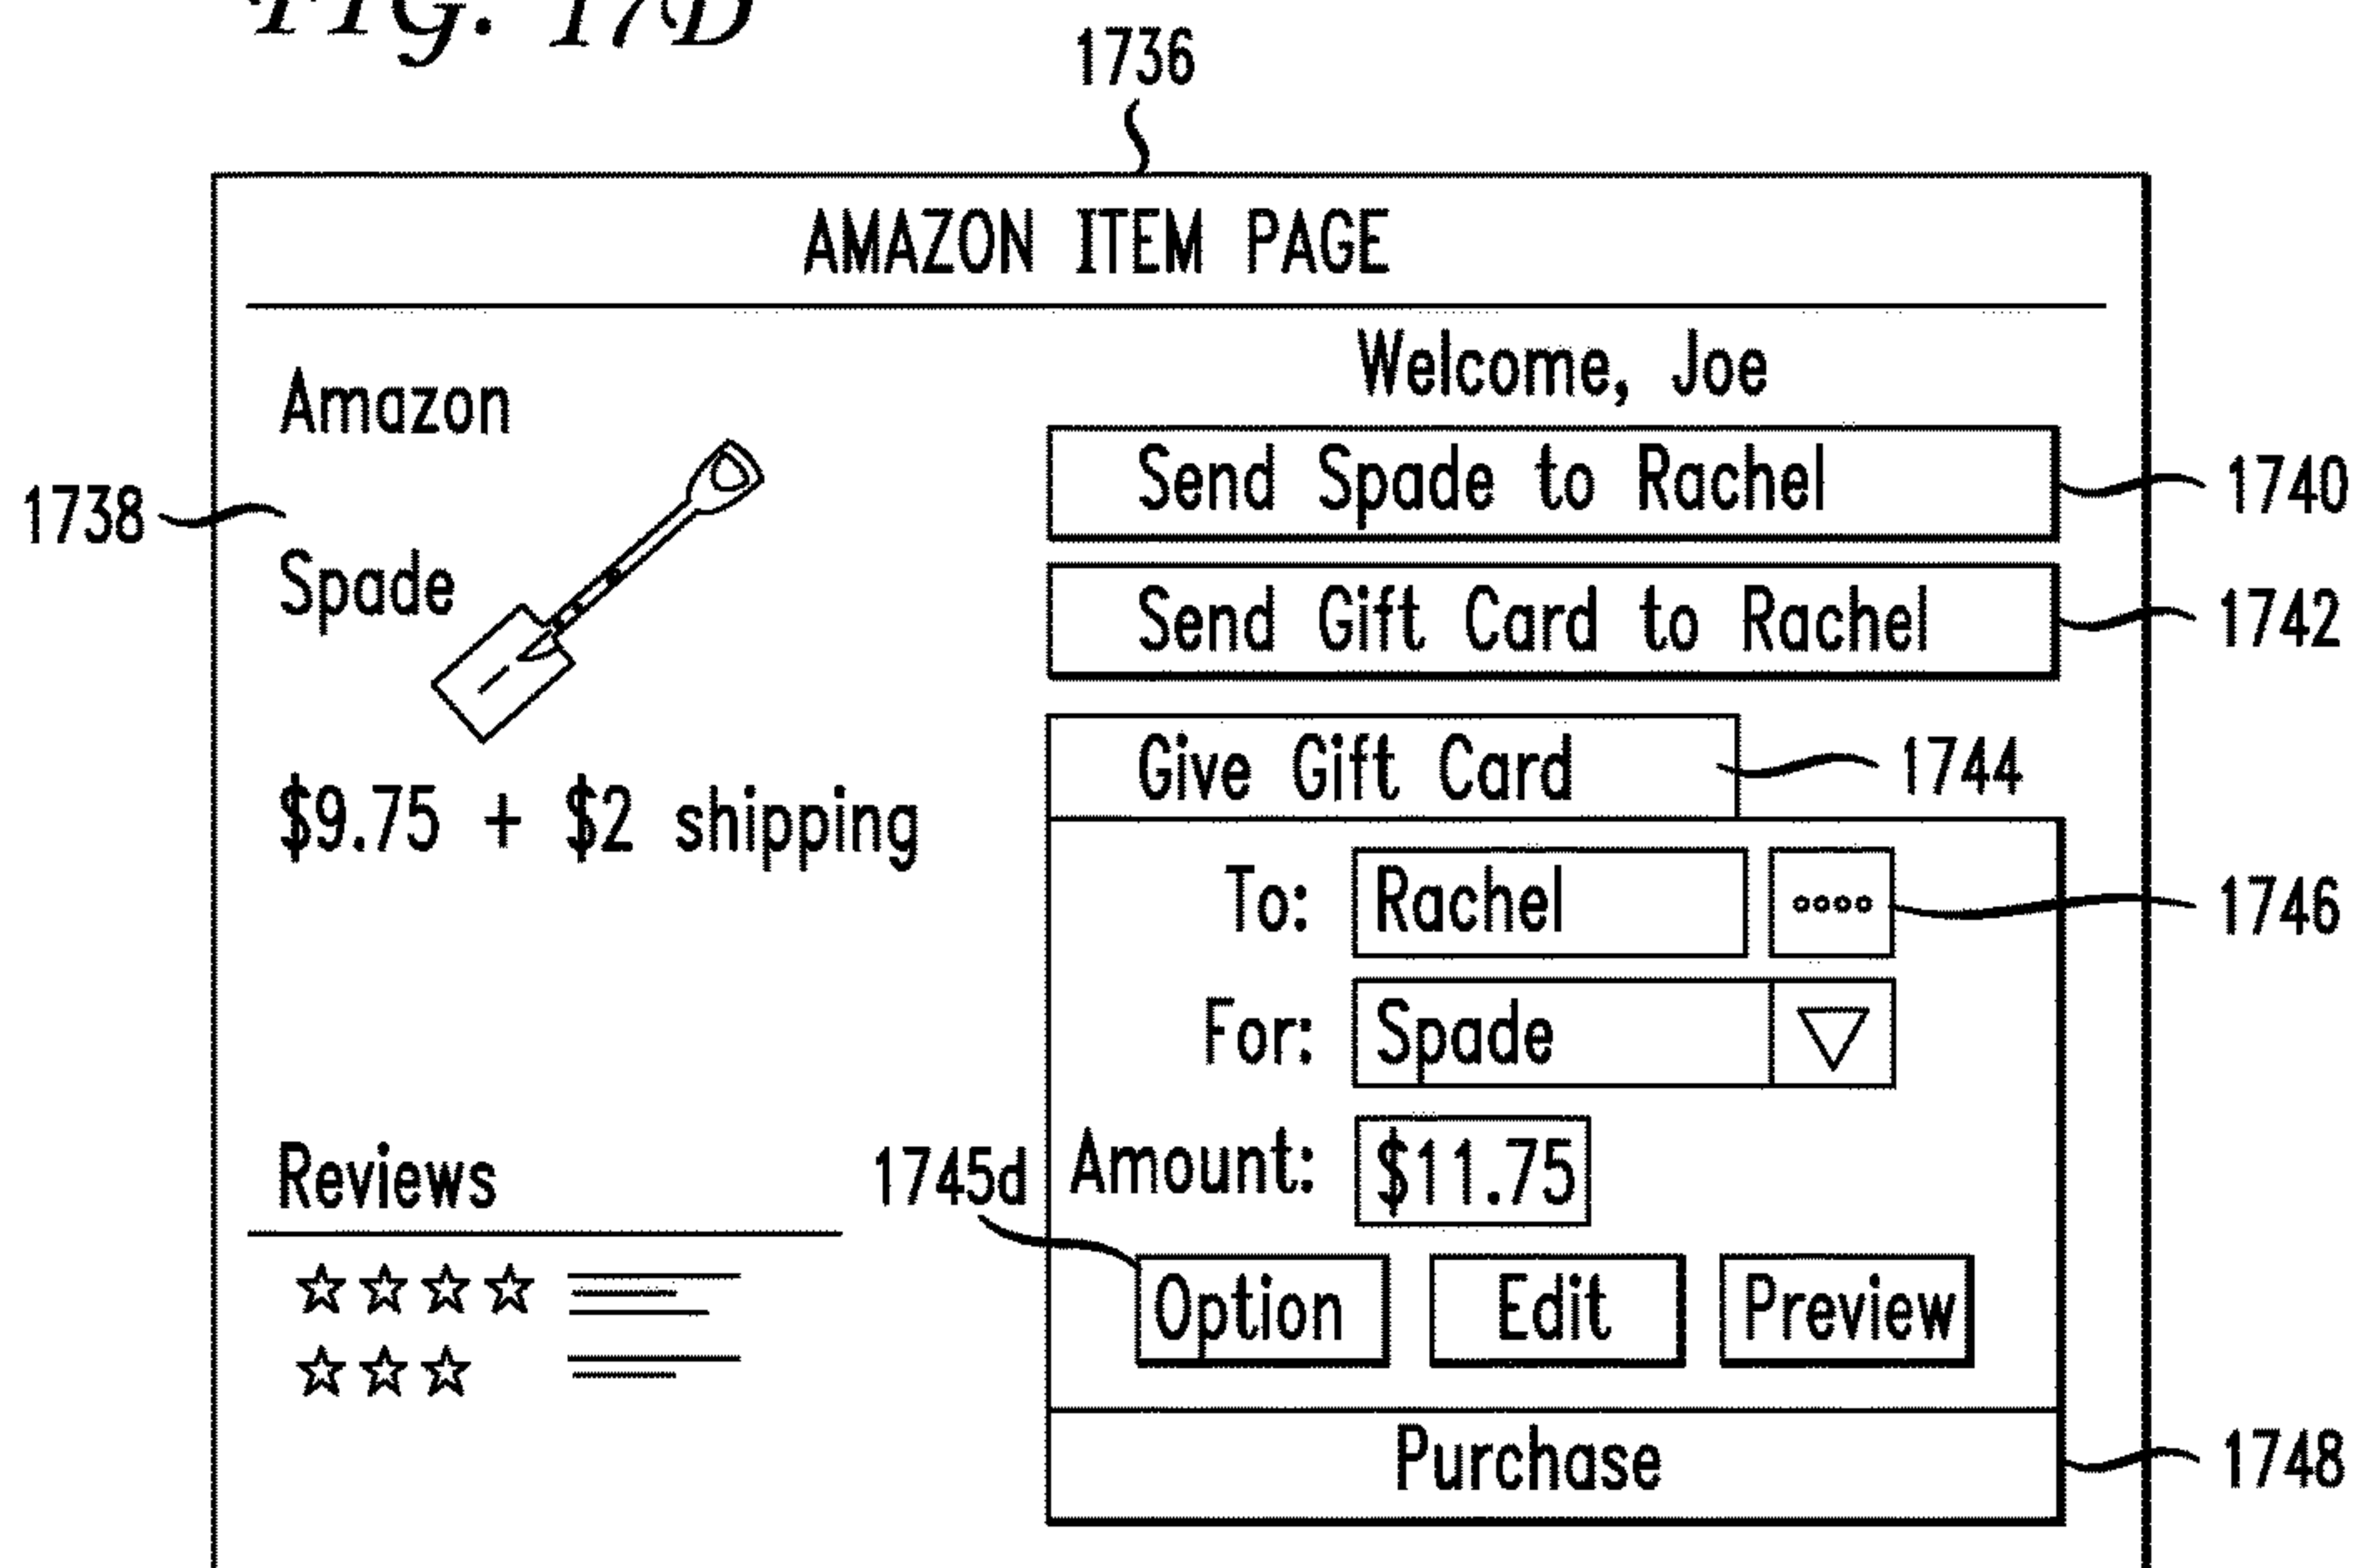 FIG. 17D
1736
AMAZON ITEM PAGE
Welcome, Joe
Amazon
1738
Spade
$9.75 + $2 shipping
Reviews
Send Spade to Rachel
1740
Send Gift Card to Rachel
1742
Give Gift Card
1744
To: Rachel
1746
For: Spade
Amount: $11.75
1745d
Option Edit Preview
Purchase
1748